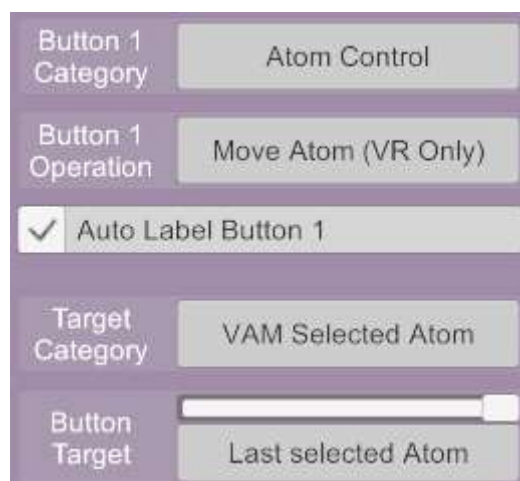 Button 1
Category
Atom Control
Button 1
Operation
Move Atom (VR Only)
Auto Label Button 1
Target
Category
VAM Selected Atom
Button
Target
Last selected Atom